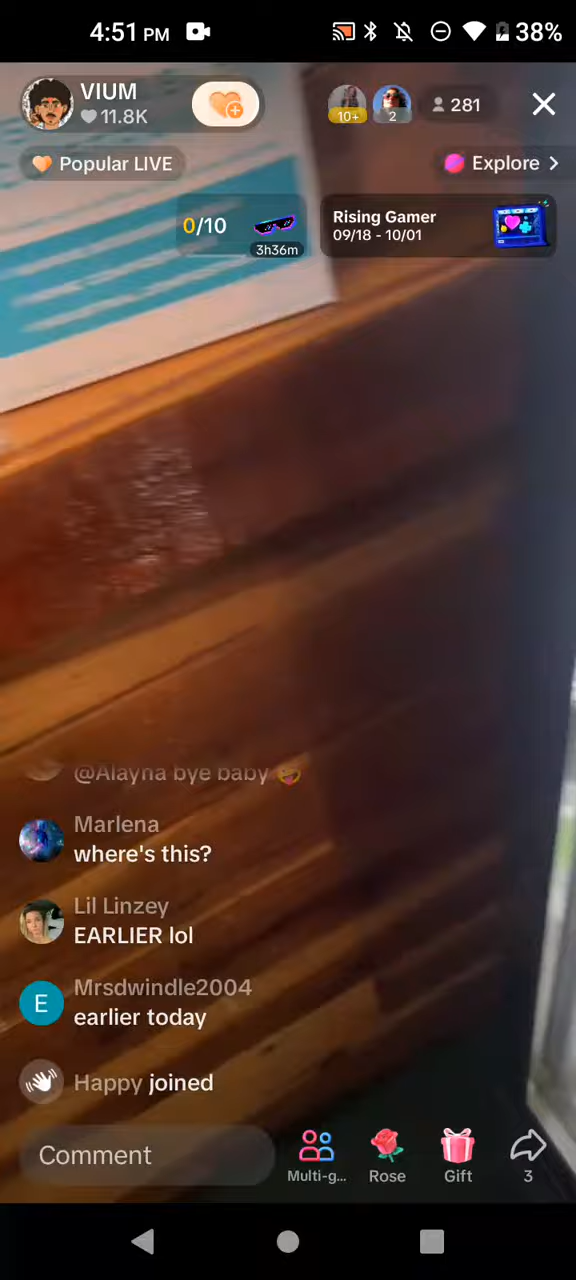 4:51 PM
38%
VIUM
11.8K
10+
2
281
Popular LIVE
Explore >
0/10
3h36m
Rising Gamer
09/18 - 10/01
@Alayna bye baby 🤪
Marlena
where's this?
Lil Linzey
EARLIER lol
E
Mrsdwindle2004
earlier today
Happy joined
Comment
Multi-g...
Rose
Gift
3